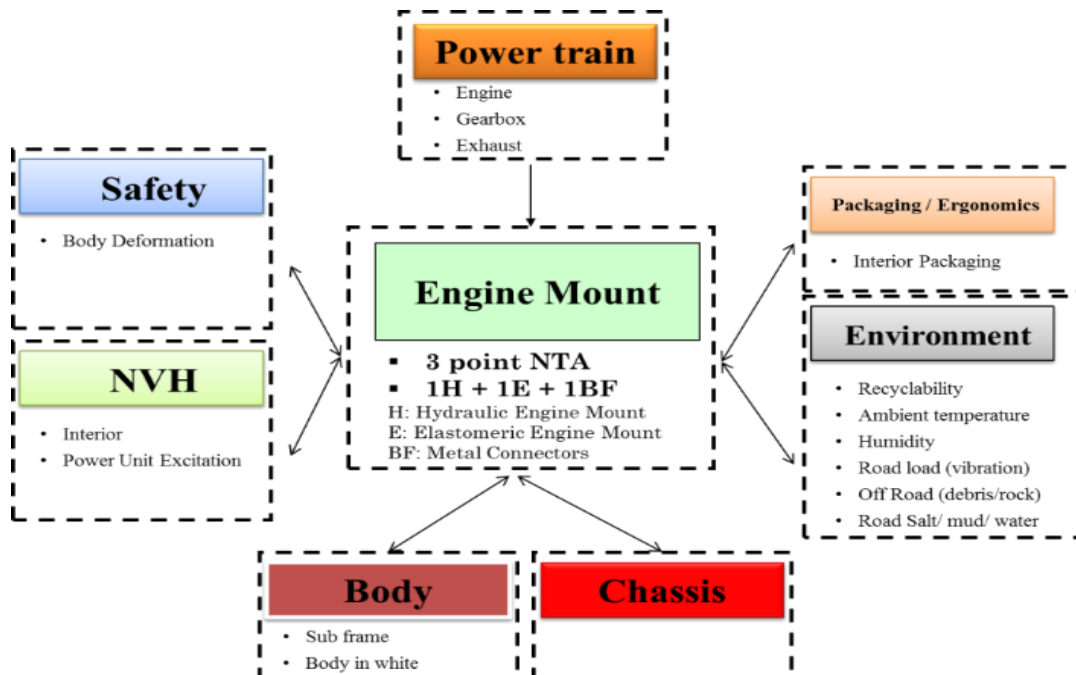 Power train
• Engine
• Gearbox
• Exhaust
Safety
• Body Deformation
Packaging / Ergonomics
• Interior Packaging
Engine Mount
▪ 3 point NTA
▪ 1H + 1E + 1BF
H: Hydraulic Engine Mount
E: Elastomeric Engine Mount
BF: Metal Connectors
NVH
• Interior
• Power Unit Excitation
Environment
• Recyclability
• Ambient temperature
• Humidity
• Road load (vibration)
• Off Road (debris/rock)
• Road Salt/ mud/ water
Body
• Sub frame
• Body in white
Chassis